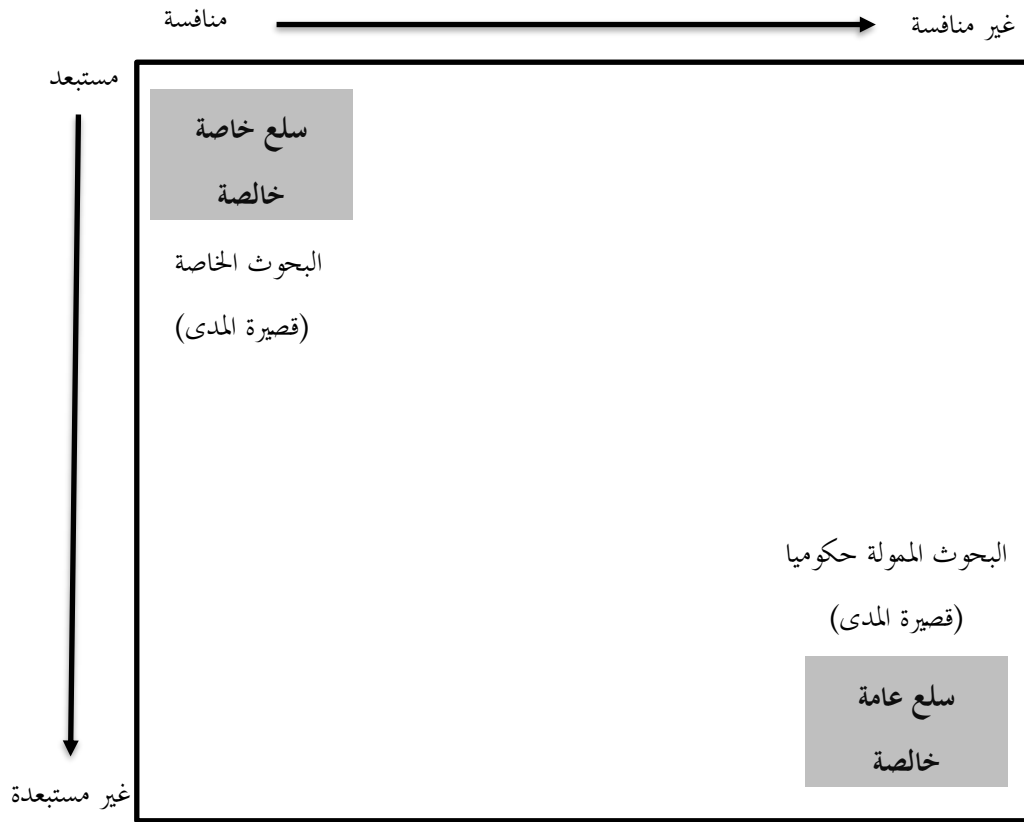 غير منافسة
منافسة
مستبعد
سلع خاصة
خالصة
البحوث الخاصة
(قصيرة المدى)
البحوث الممولة حكوميا
(قصيرة المدى)
سلع عامة
خالصة
غير مستبعدة